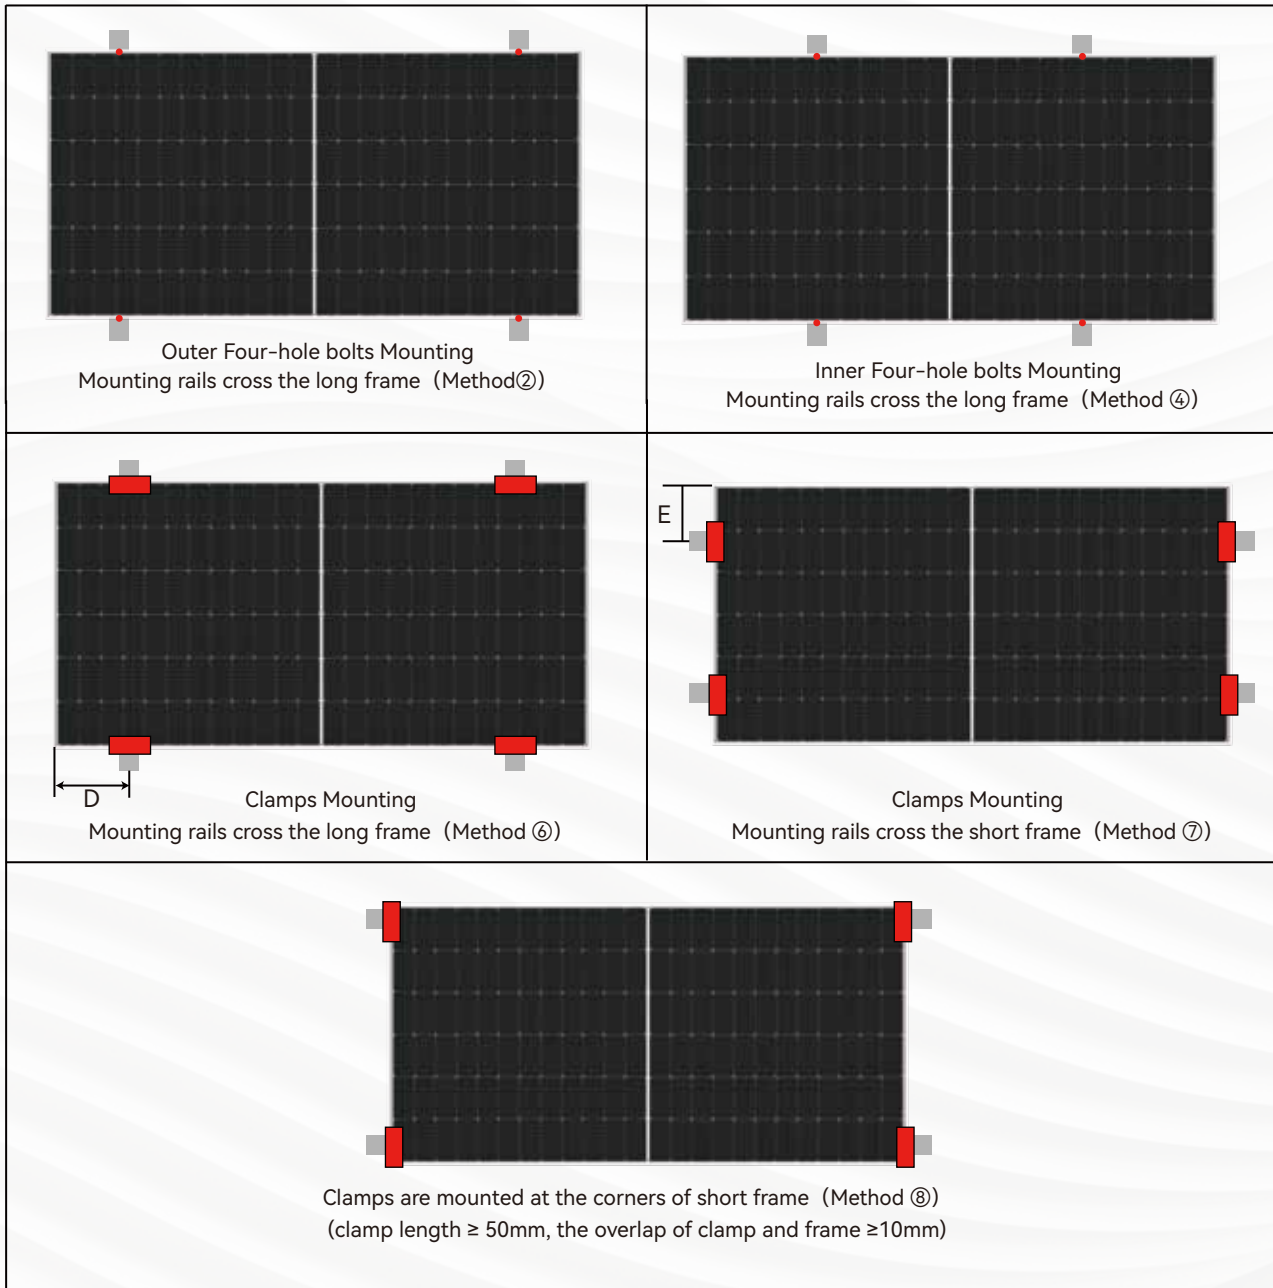 Outer Four-hole bolts Mounting
Mounting rails cross the long frame（Method②）
Inner Four-hole bolts Mounting
Mounting rails cross the long frame（Method ④）
D
Clamps Mounting
Mounting rails cross the long frame（Method ⑥）
E
Clamps Mounting
Mounting rails cross the short frame（Method ⑦）
Clamps are mounted at the corners of short frame（Method ⑧）
(clamp length ≥ 50mm, the overlap of clamp and frame ≥10mm)